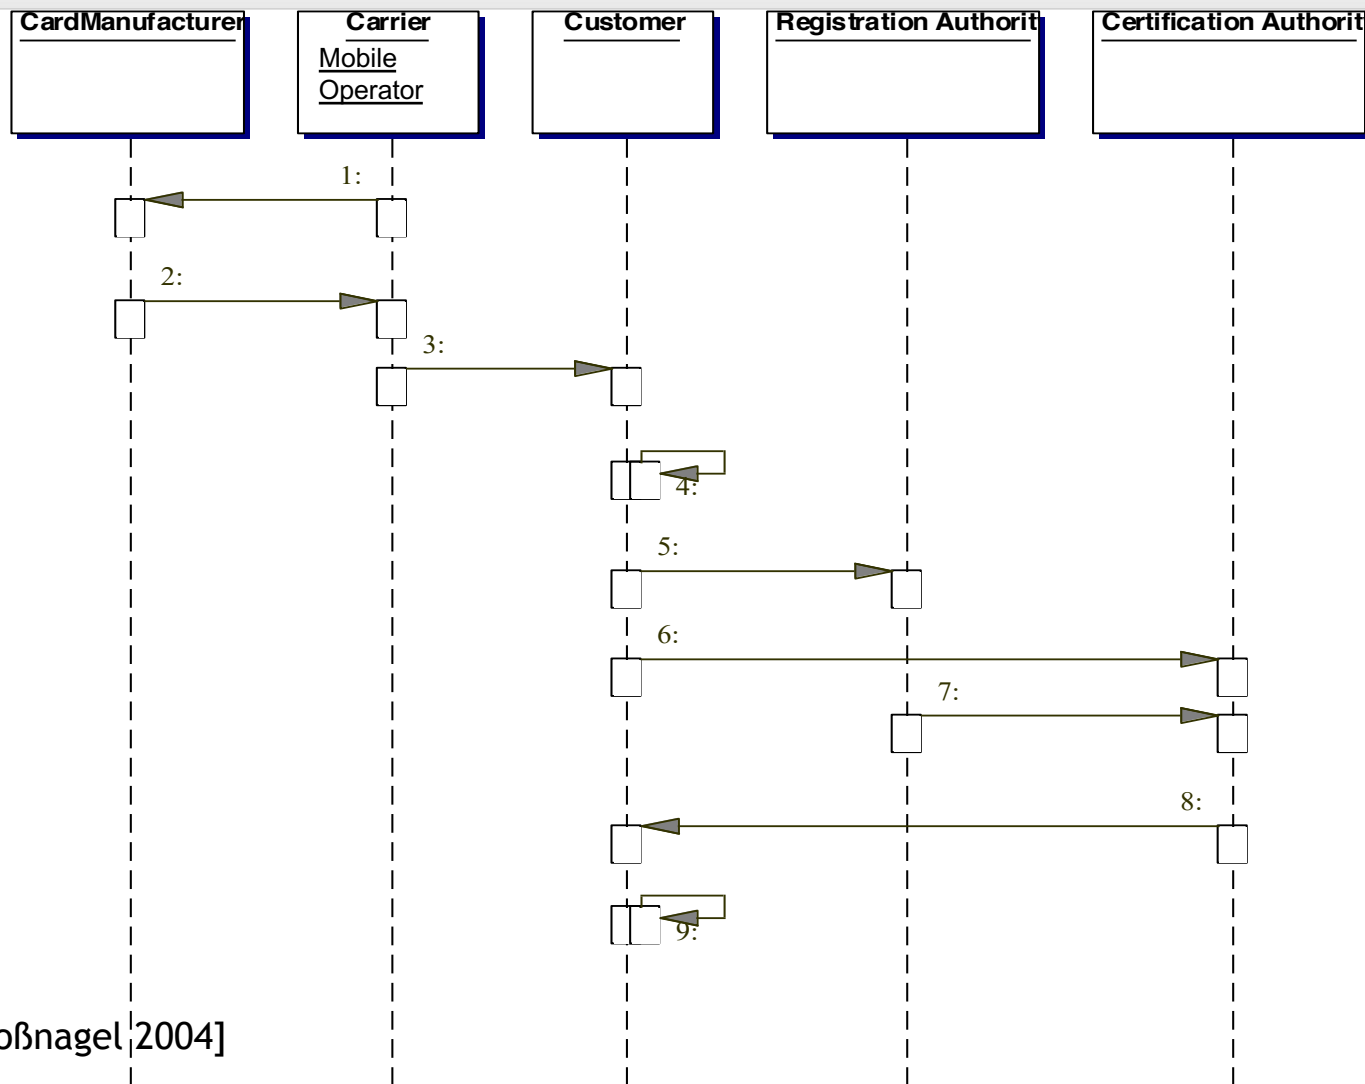 CardManufacturer
Carrier
Mobile
Operator
Customer
Registration Authorit
Certification Authorit
1:
2:
3:
4:
5:
6:
7:
8:
9:
oßnagel 2004]